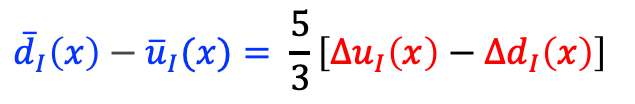 d̄_I(x) − ū_I(x) = 5/3 [Δu_I(x) − Δd_I(x)]